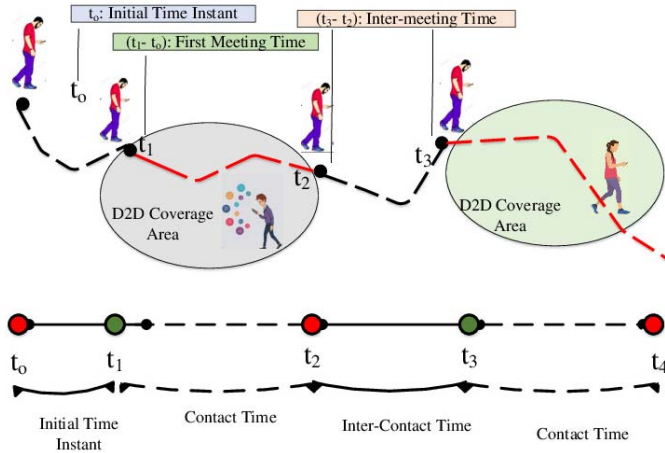 t₀: Initial Time Instant
(t₃- t₂): Inter-meeting Time
(t₁- t₀): First Meeting Time
t₀
t₁
t₂
t₃
D2D Coverage
Area
D2D Coverage
Area
t₀
t₁
t₂
t₃
t₄
Initial Time
Instant
Contact Time
Inter-Contact Time
Contact Time